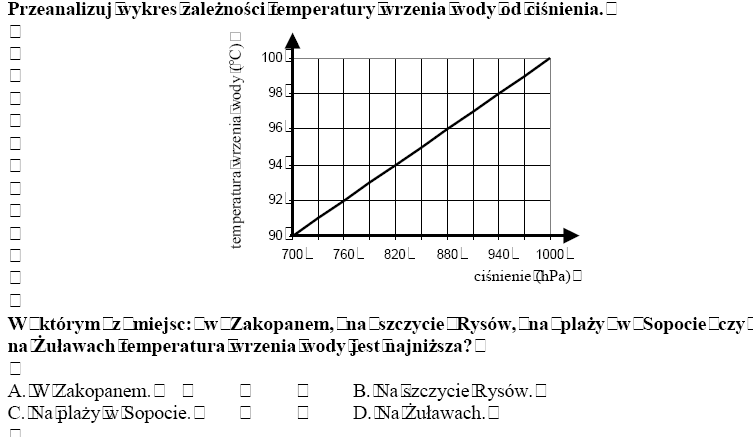 Przeanalizuj wykres zależności temperatury wrzenia wody od ciśnienia.
temperatura wrzenia wody (°C)
100
98
96
94
92
90
700 760 820 880 940 1000
ciśnienie (hPa)
W którym z miejsc: w Zakopanem, na szczycie Rysów, na plaży w Sopocie czy
na Żuławach temperatura wrzenia wody jest najniższa?
A. W Zakopanem. B. Na szczycie Rysów.
C. Na plaży w Sopocie. D. Na Żuławach.